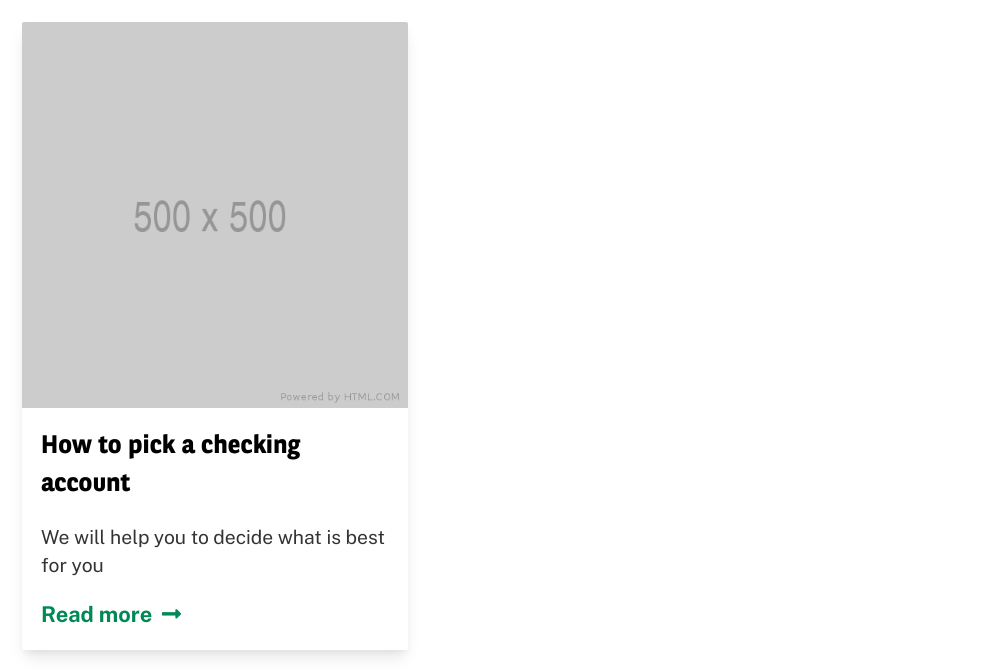 500 x 500
Powered by HTML.COM
How to pick a checking
account
We will help you to decide what is best
for you
Read more